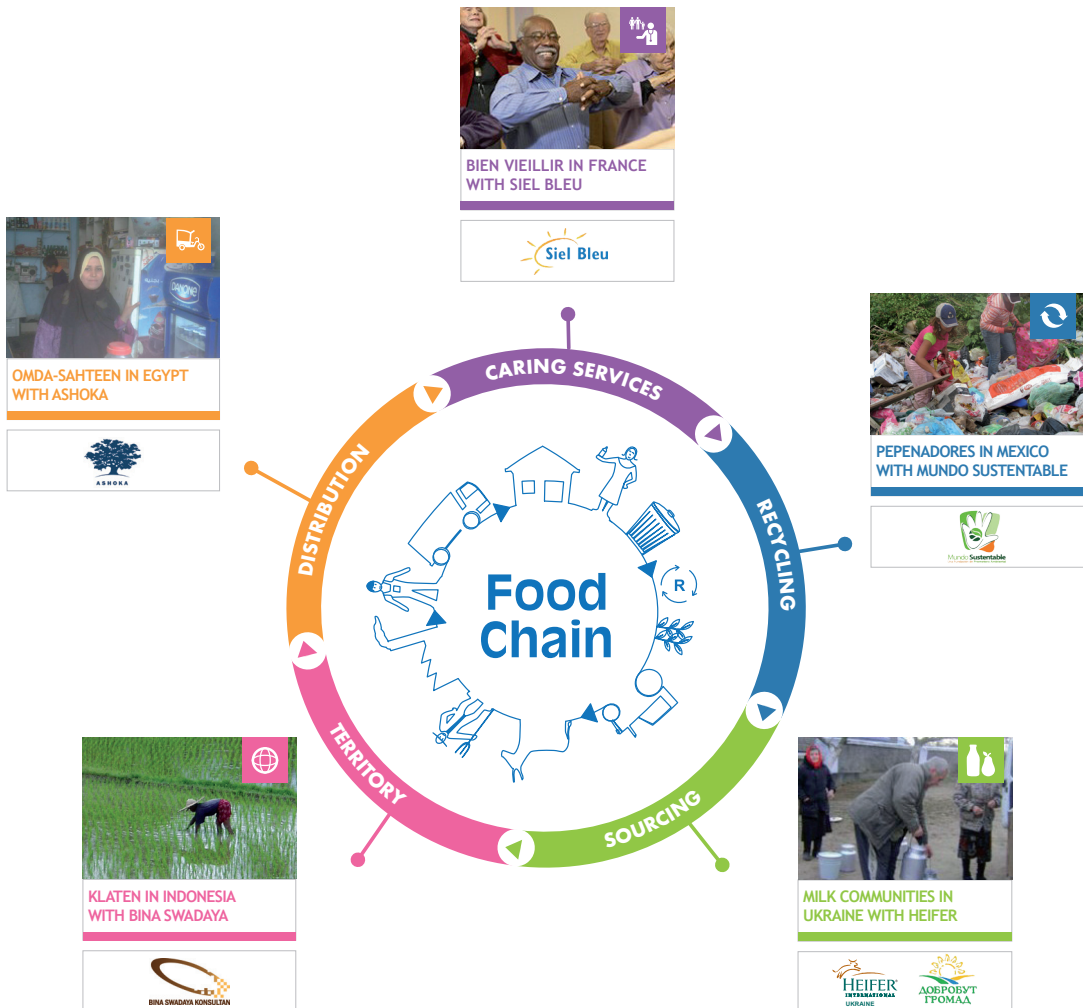 BIEN VIEILLIR IN FRANCE
WITH SIEL BLEU
Siel Bleu
DANONE
OMDA-SAHTEEN IN EGYPT
WITH ASHOKA
ASHOKA
CARING SERVICES
PEPENADORES IN MEXICO
WITH MUNDO SUSTENTABLE
Mundo Sustentable
DISTRIBUTION
RECYCLING
R
Food
Chain
TERRITORY
SOURCING
KLATEN IN INDONESIA
WITH BINA SWADAYA
BINA SWADAYA KONSULTAN
MILK COMMUNITIES IN
UKRAINE WITH HEIFER
HEIFER
INTERNATIONAL
UKRAINE
ДОБРОБУТ
ГРОМАД